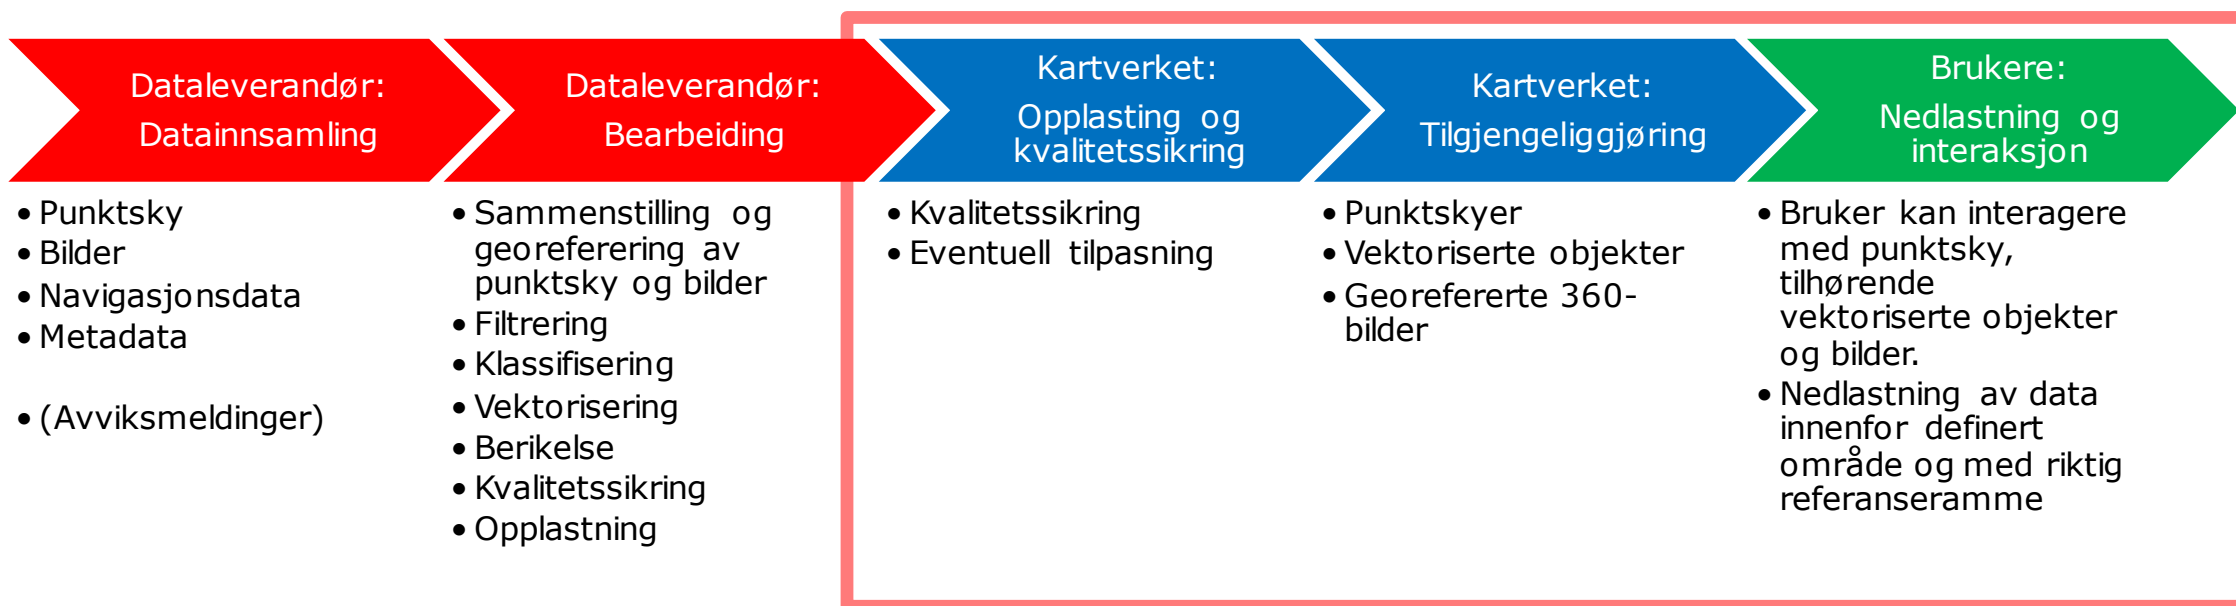 Dataleverandør:
Datainnsamling
• Punktsky
• Bilder
• Navigasjonsdata
• Metadata
• (Avviksmeldinger)
Dataleverandør:
Bearbeiding
• Sammenstilling og
georeferering av
punktsky og bilder
• Filtrering
• Klassifisering
• Vektorisering
• Berikelse
• Kvalitetssikring
• Opplastning
Kartverket:
Opplasting og
kvalitetssikring
• Kvalitetssikring
• Eventuell tilpasning
Kartverket:
Tilgjengeliggjøring
• Punktskyer
• Vektoriserte objekter
• Georefererte 360-
bilder
Brukere:
Nedlastning og
interaksjon
• Bruker kan interagere
med punktsky,
tilhørende
vektoriserte objekter
og bilder.
• Nedlastning av data
innenfor definert
område og med riktig
referanseramme